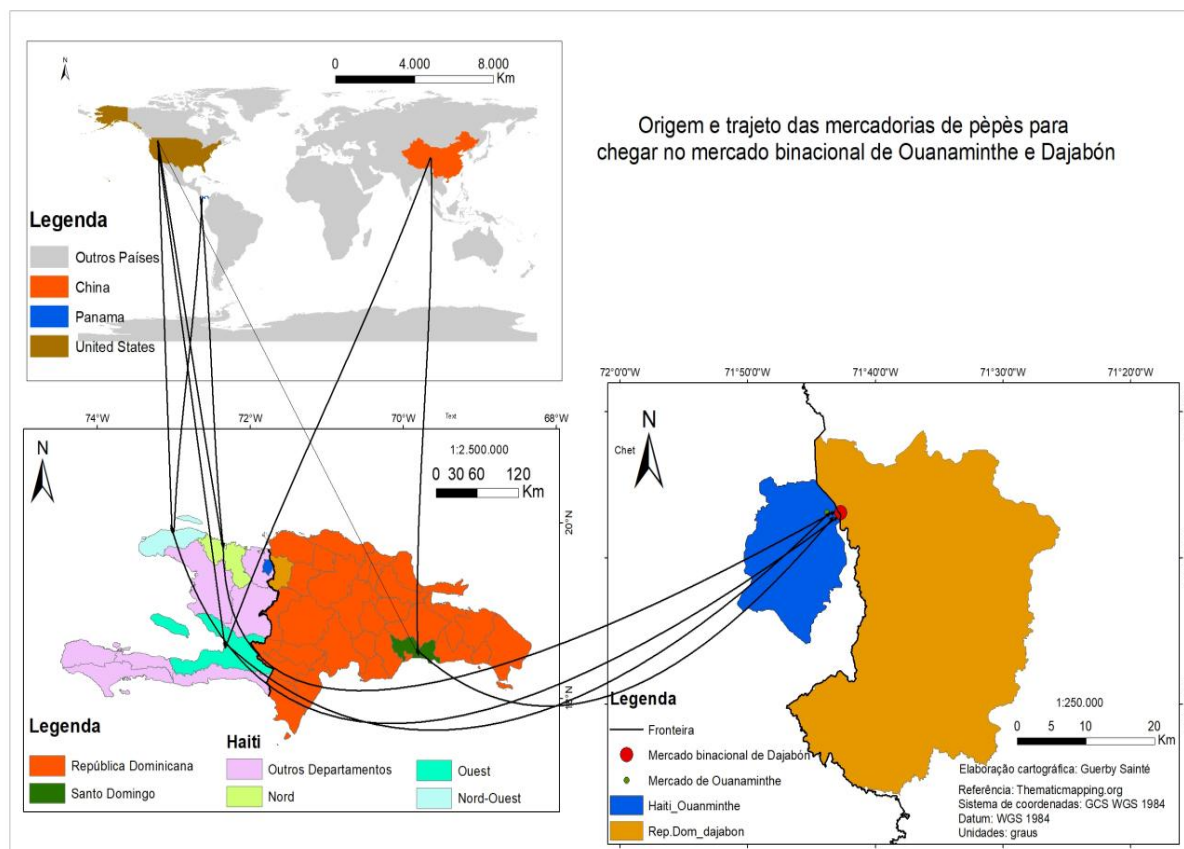 Origem e trajeto das mercadorias de pèpès para
chegar no mercado binacional de Ouanaminthe e Dajabón
N
0 4.000 8.000
Km
Legenda
Outros Países
China
Panama
United States
74°W 72°W 70°W Text 68°W
N
1:2.500.000
0 30 60 120
Km
20°N
18°N
Legenda
República Dominicana
Santo Domingo
Haiti
Outros Departamentos
Nord
Ouest
Nord-Ouest
72°0'0"W 71°50'0"W 71°40'0"W 71°30'0"W 71°20'0"W
N
Chet
Legenda
Fronteira
Mercado binacional de Dajabón
Mercado de Ouanaminthe
Haiti_Ouanminthe
Rep.Dom_dajabon
1:250.000
0 10 20
Km
Elaboração cartográfica: Guerby Sainté
Referência: Thematicmapping.org
Sistema de coordenadas: GCS WGS 1984
Datum: WGS 1984
Unidades: graus